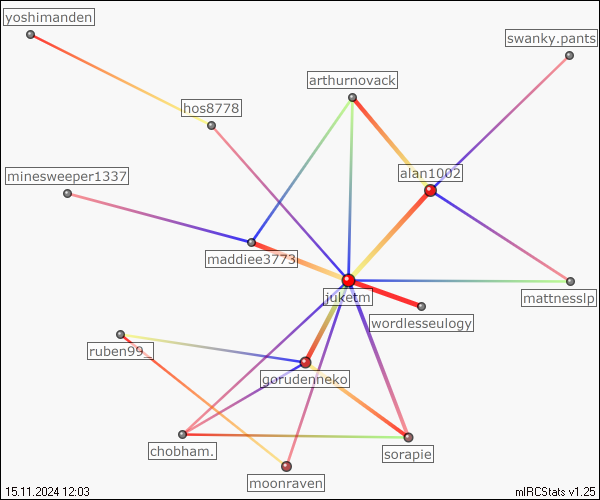 yoshimanden
swanky.pants
arthurnovack
hos8778
alan1002
minesweeper1337
maddiee3773
juketm
mattnesslp
wordlesseulogy
ruben99_
gorudenneko
chobham.
sorapie
moonraven
15.11.2024 12:03
mIRCStats v1.25